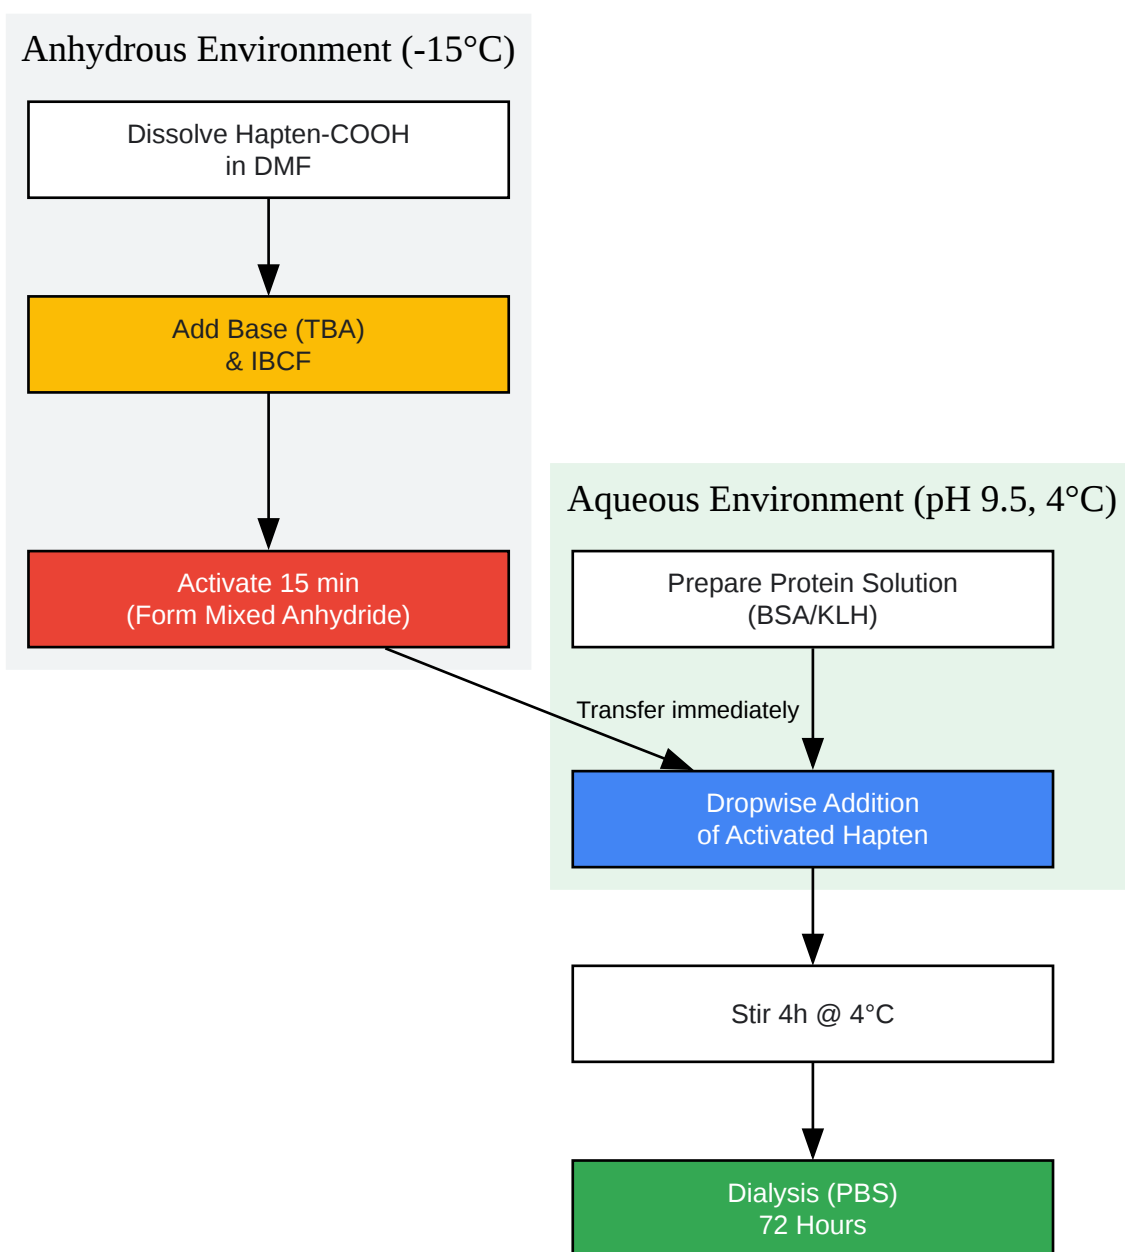 Anhydrous Environment (-15°C)
Dissolve Hapten-COOH
in DMF
Add Base (TBA)
& IBCF
Activate 15 min
(Form Mixed Anhydride)
Aqueous Environment (pH 9.5, 4°C)
Prepare Protein Solution
(BSA/KLH)
Transfer immediately
Dropwise Addition
of Activated Hapten
Stir 4h @ 4°C
Dialysis (PBS)
72 Hours